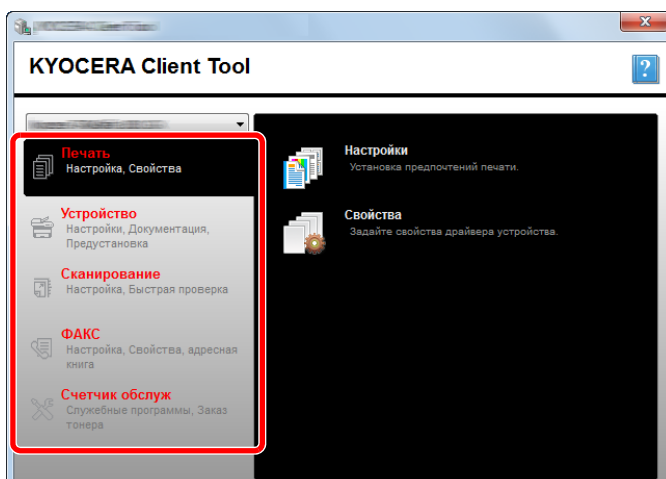 KYOCERA Client Tool
?
Печать
Настройка, Свойства
Устройство
Настройки, Документация,
Предустановка
Сканирование
Настройка, Быстрая проверка
ФАКС
Настройка, Свойства, адресная
книга
Счетчик обслуж
Служебные программы, Заказ
тонера
Настройки
Установка предпочтений печати.
Свойства
Задайте свойства драйвера устройства.